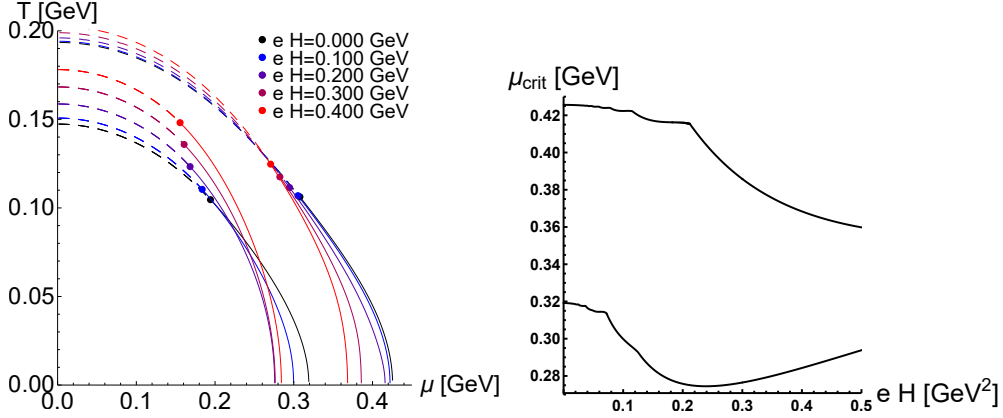 T [GeV]
e H=0.000 GeV
e H=0.100 GeV
e H=0.200 GeV
e H=0.300 GeV
e H=0.400 GeV
0.20
0.15
0.10
0.05
0.00
0.0 0.1 0.2 0.3 0.4
μ [GeV]
μcrit [GeV]
0.42
0.40
0.38
0.36
0.34
0.32
0.30
0.28
0.1 0.2 0.3 0.4 0.5
e H [GeV²]